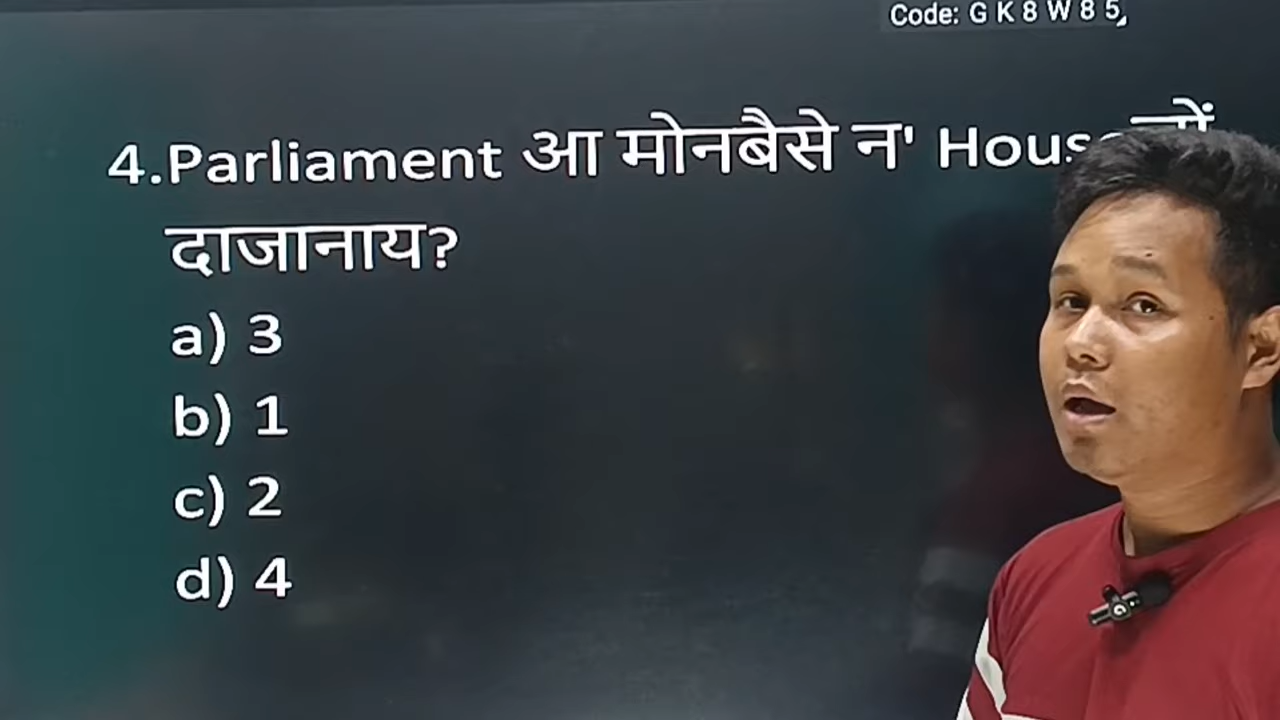 Code: G K 8 W 8 5
4.Parliament आ मोनबैसे न' House
दाजानाय?
a) 3
b) 1
c) 2
d) 4